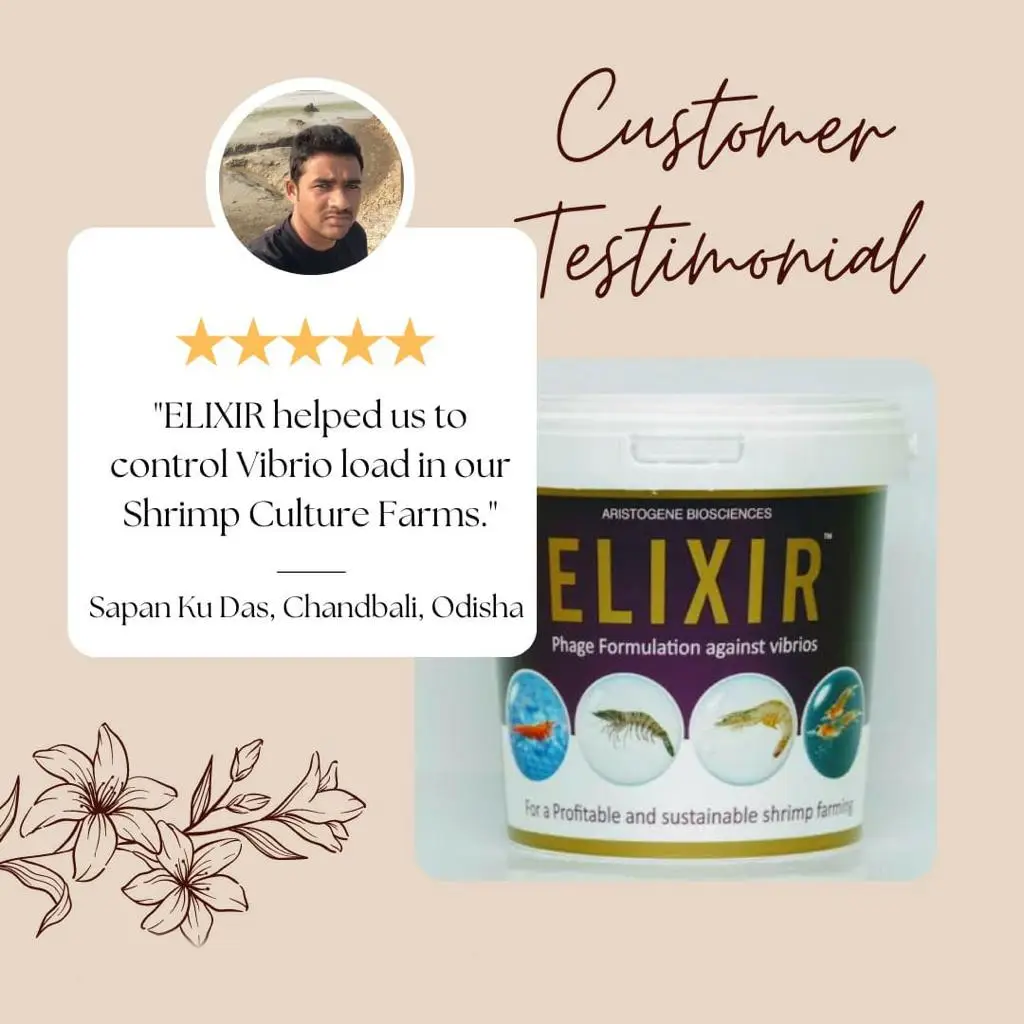 Customer
Testimonial
"ELIXIR helped us to
control Vibrio load in our
Shrimp Culture Farms."
Sapan Ku Das, Chandbali, Odisha
ARISTOGENE BIOSCIENCES
ELIXIR™
Phage Formulation against vibrios
For a Profitable and sustainable shrimp farming